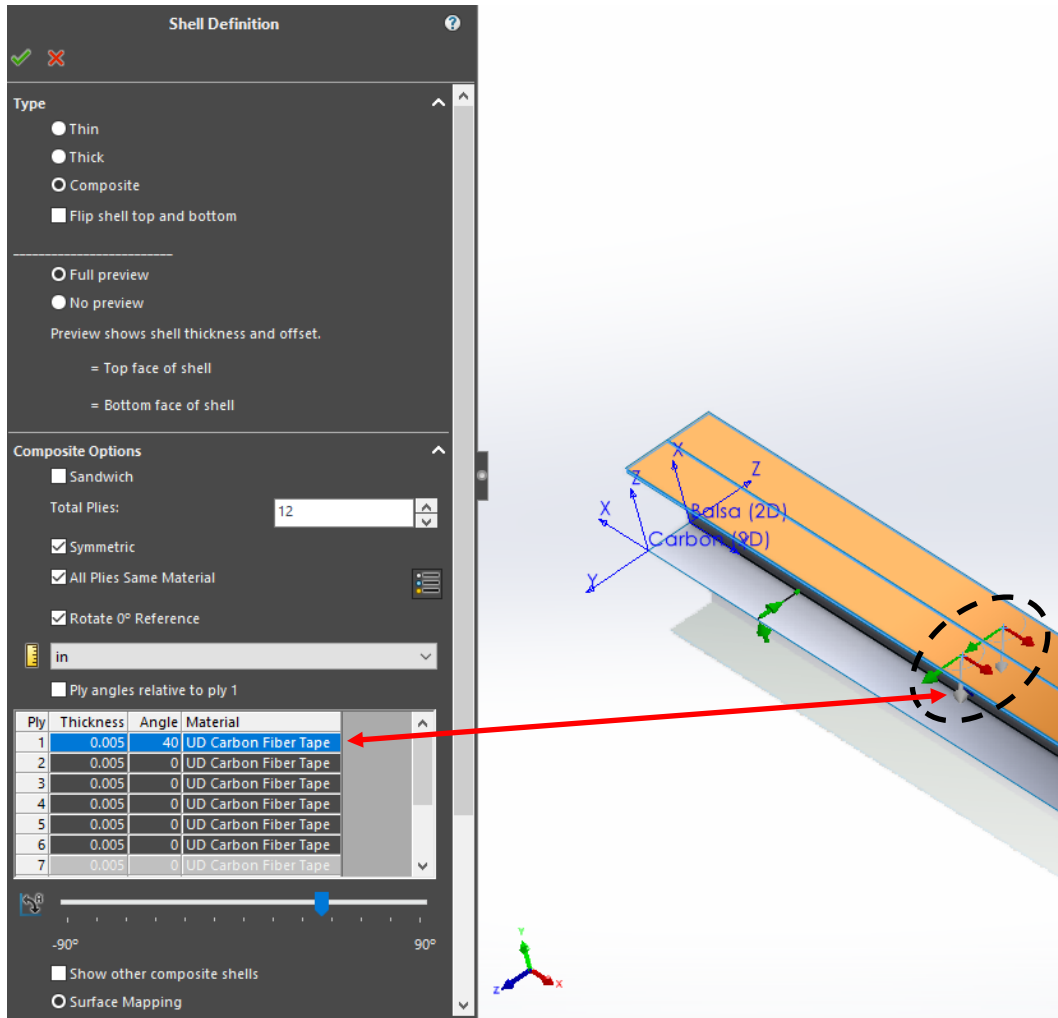 Shell Definition
?
Type
Thin
Thick
Composite
Flip shell top and bottom
Full preview
No preview
Preview shows shell thickness and offset.
= Top face of shell
= Bottom face of shell
Composite Options
Sandwich
Total Plies: 12
Symmetric
All Plies Same Material
Rotate 0º Reference
in
Ply angles relative to ply 1
Ply Thickness Angle Material
1 0.005 40 UD Carbon Fiber Tape
2 0.005 0 UD Carbon Fiber Tape
3 0.005 0 UD Carbon Fiber Tape
4 0.005 0 UD Carbon Fiber Tape
5 0.005 0 UD Carbon Fiber Tape
6 0.005 0 UD Carbon Fiber Tape
7 0.005 0 UD Carbon Fiber Tape
-90º 90º
Show other composite shells
Surface Mapping
X
Z
Z
X
Balsa (2D)
Carbon (2D)
Y
Y
Z
X